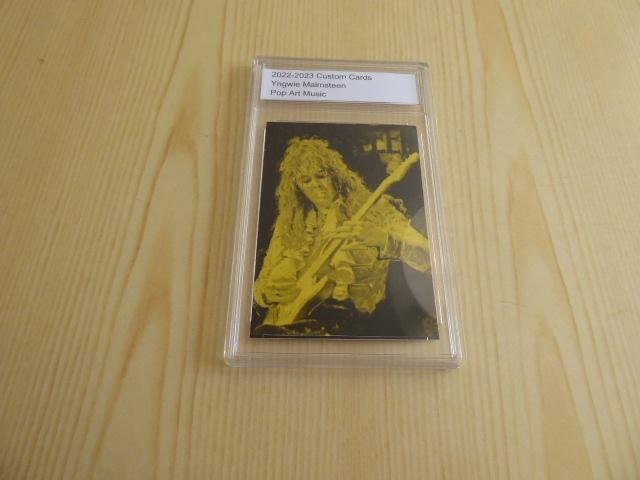 2022-2023 Custom Cards
Yngwie Malmsteen
Pop Art Music